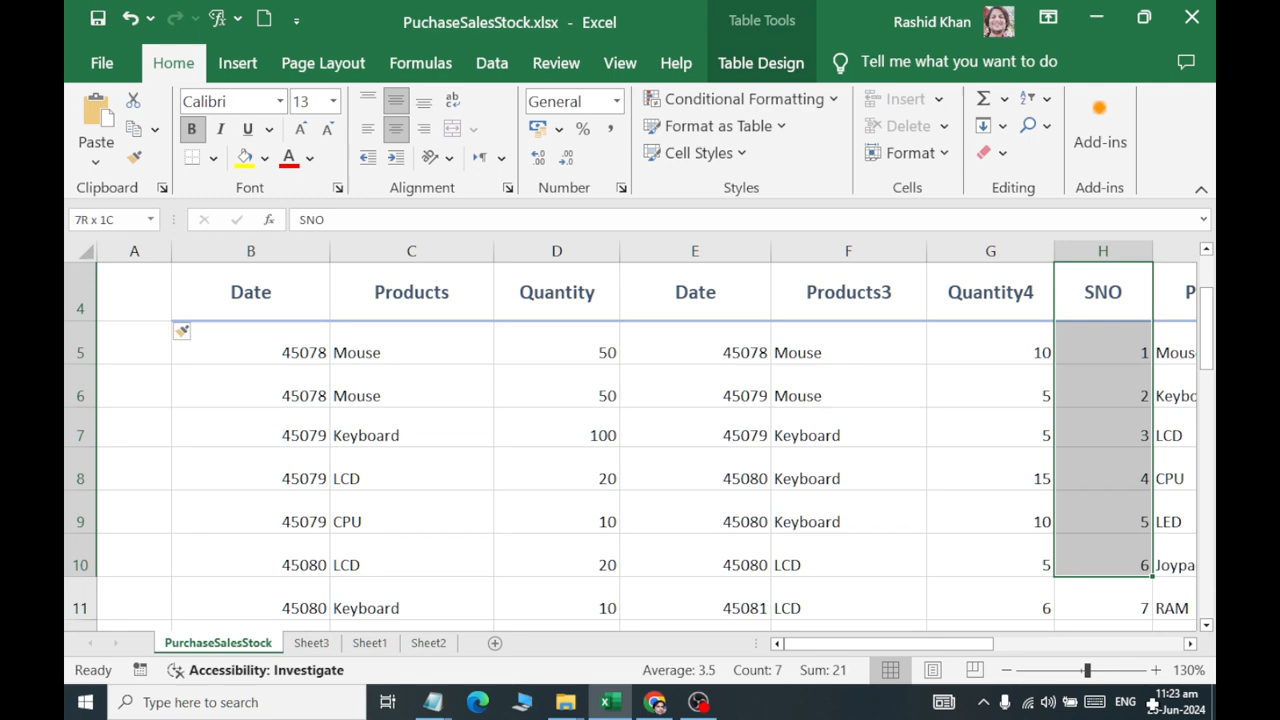 PuchaseSalesStock.xlsx - Excel
Table Tools
Rashid Khan
File Home Insert Page Layout Formulas Data Review View Help Table Design Tell me what you want to do
Paste
Calibri 13
B I U A A
A
ab
General
% ,
Conditional Formatting
Format as Table
Cell Styles
Insert
Delete
Format
Add-ins
Clipboard Font Alignment Number Styles Cells Editing Add-ins
7R x 1C fx SNO
A B C D E F G H
4 Date Products Quantity Date Products3 Quantity4 SNO P
5 45078 Mouse 50 45078 Mouse 10 1 Mous
6 45078 Mouse 50 45079 Mouse 5 2 Keybo
7 45079 Keyboard 100 45079 Keyboard 5 3 LCD
8 45079 LCD 20 45080 Keyboard 15 4 CPU
9 45079 CPU 10 45080 Keyboard 10 5 LED
10 45080 LCD 20 45080 LCD 5 6 Joypa
11 45080 Keyboard 10 45081 LCD 6 7 RAM
PurchaseSalesStock Sheet3 Sheet1 Sheet2
Ready Accessibility: Investigate Average: 3.5 Count: 7 Sum: 21 130%
Type here to search
ENG
11:23 am
25-Jun-2024